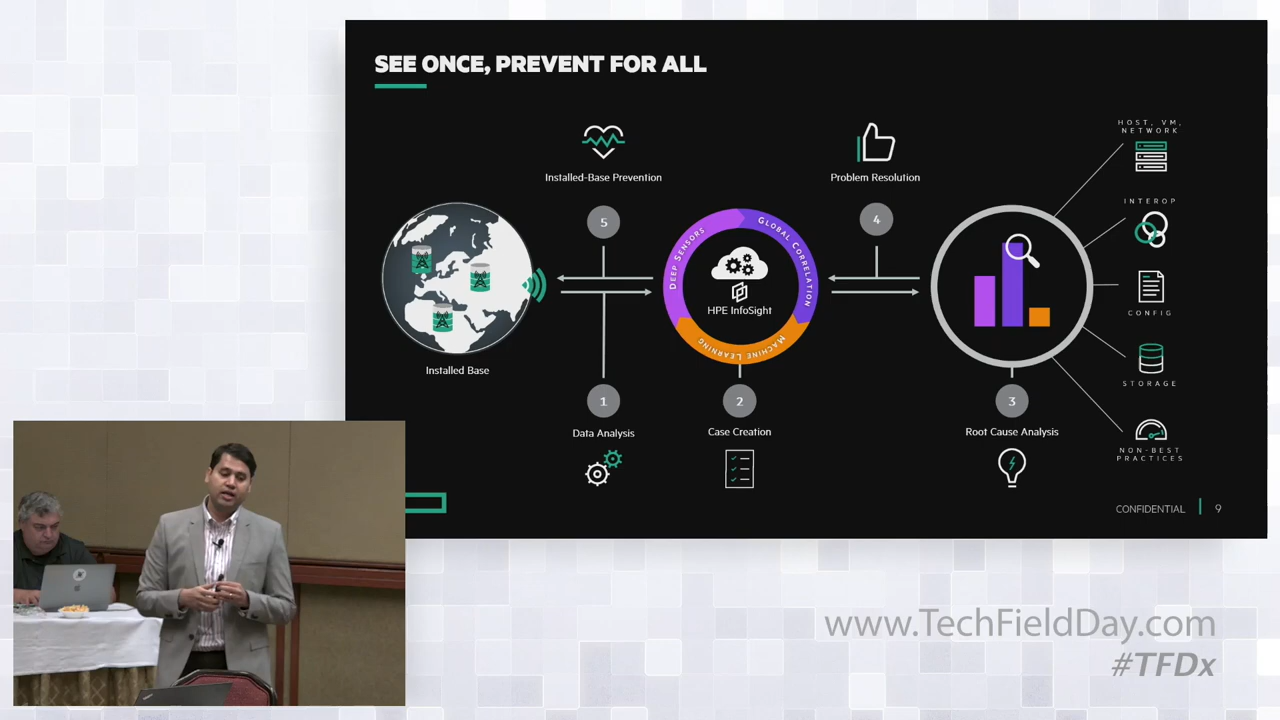 SEE ONCE, PREVENT FOR ALL
Installed-Base Prevention
Problem Resolution
HOST, VM,
NETWORK
INTEROP
CONFIG
STORAGE
NON-BEST
PRACTICES
5
4
DEEP SENSORS
GLOBAL CORRELATION
MACHINE LEARNING
HPE InfoSight
Installed Base
1
2
3
Data Analysis
Case Creation
Root Cause Analysis
CONFIDENTIAL
9
www.TechFieldDay.com
#TFDx